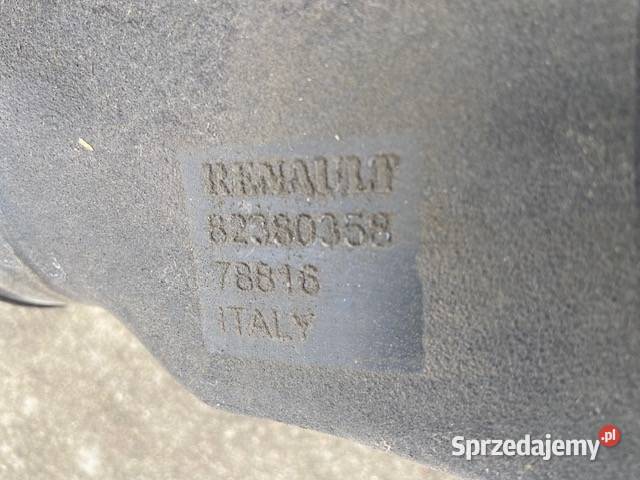 RENAULT
82380358
78816
ITALY
Sprzedajemy.pl